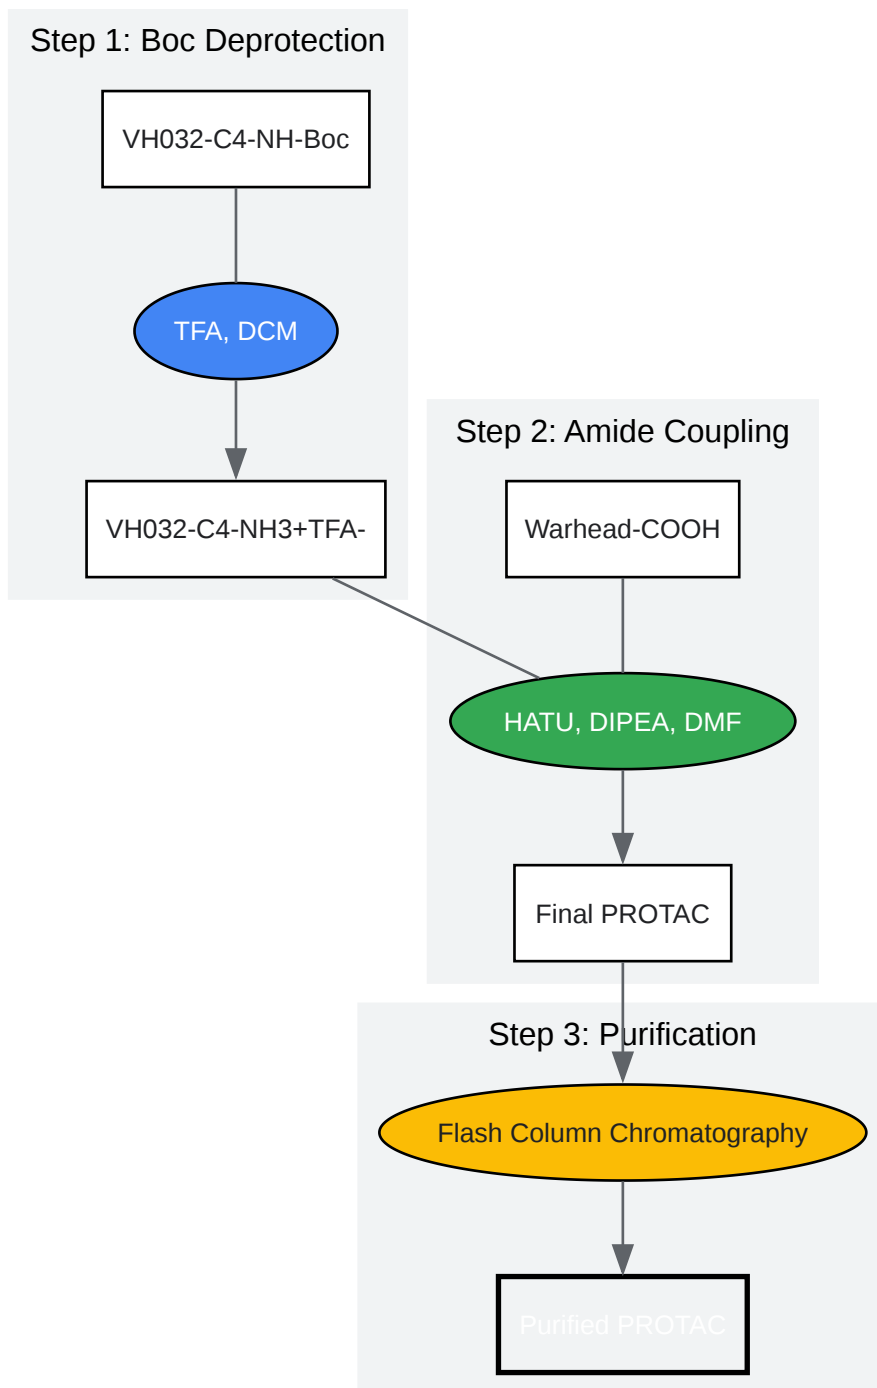 Step 1: Boc Deprotection
VH032-C4-NH-Boc
TFA, DCM
VH032-C4-NH3+TFA-
Step 2: Amide Coupling
Warhead-COOH
HATU, DIPEA, DMF
Final PROTAC
Step 3: Purification
Flash Column Chromatography
Purified PROTAC